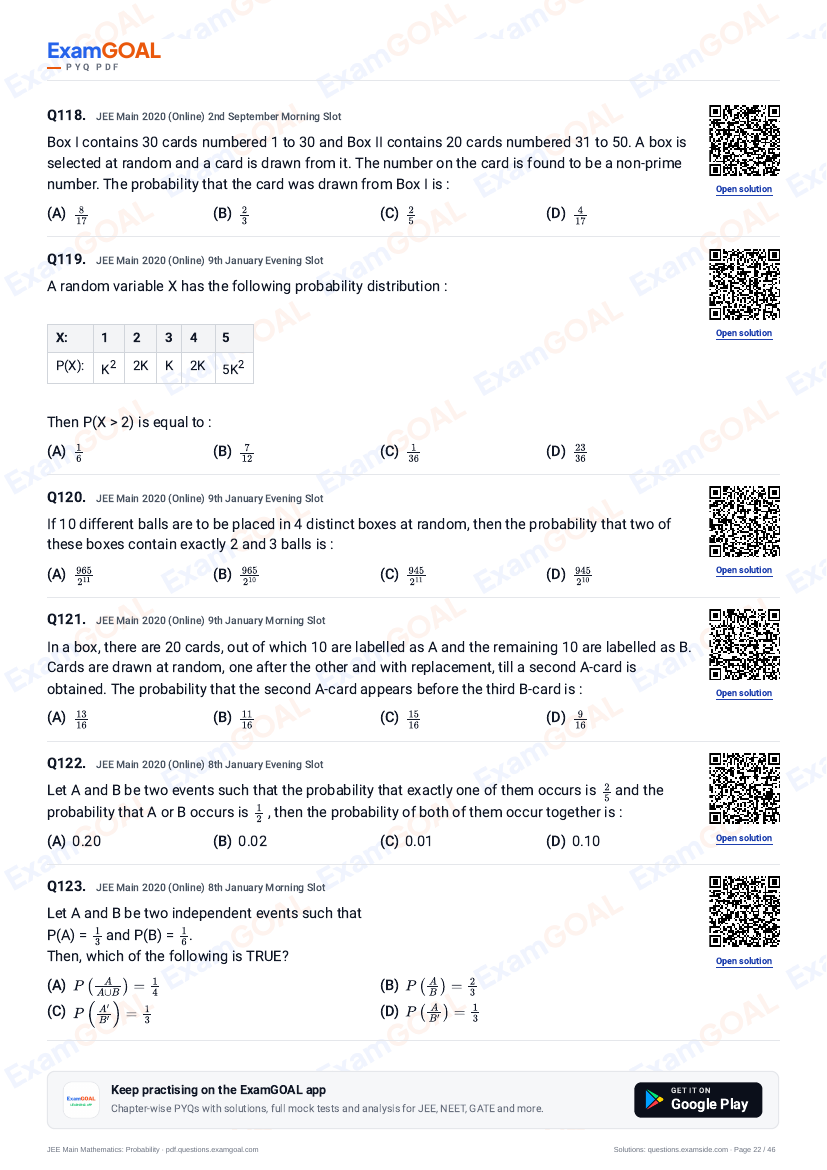 ExamGOAL
PYQ PDF
Q118. JEE Main 2020 (Online) 2nd September Morning Slot
Box I contains 30 cards numbered 1 to 30 and Box II contains 20 cards numbered 31 to 50. A box is
selected at random and a card is drawn from it. The number on the card is found to be a non-prime
number. The probability that the card was drawn from Box I is :
(A) 8/17 (B) 2/3 (C) 2/5 (D) 4/17
Open solution
Q119. JEE Main 2020 (Online) 9th January Evening Slot
A random variable X has the following probability distribution :
X: 1 2 3 4 5
P(X): K² 2K K 2K 5K²
Then P(X > 2) is equal to :
(A) 1/6 (B) 7/12 (C) 1/36 (D) 23/36
Open solution
Q120. JEE Main 2020 (Online) 9th January Evening Slot
If 10 different balls are to be placed in 4 distinct boxes at random, then the probability that two of
these boxes contain exactly 2 and 3 balls is :
(A) 965/2¹¹ (B) 965/2¹⁰ (C) 945/2¹¹ (D) 945/2¹⁰
Open solution
Q121. JEE Main 2020 (Online) 9th January Morning Slot
In a box, there are 20 cards, out of which 10 are labelled as A and the remaining 10 are labelled as B.
Cards are drawn at random, one after the other and with replacement, till a second A-card is
obtained. The probability that the second A-card appears before the third B-card is :
(A) 13/16 (B) 11/16 (C) 15/16 (D) 9/16
Open solution
Q122. JEE Main 2020 (Online) 8th January Evening Slot
Let A and B be two events such that the probability that exactly one of them occurs is 2/5 and the
probability that A or B occurs is 1/2 , then the probability of both of them occur together is :
(A) 0.20 (B) 0.02 (C) 0.01 (D) 0.10
Open solution
Q123. JEE Main 2020 (Online) 8th January Morning Slot
Let A and B be two independent events such that
P(A) = 1/3 and P(B) = 1/6.
Then, which of the following is TRUE?
(A) P(A/(A∪B)) = 1/4 (B) P(A/B) = 2/3
(C) P(A′/B′) = 1/3 (D) P(A/B′) = 1/3
Open solution
Keep practising on the ExamGOAL app
Chapter-wise PYQs with solutions, full mock tests and analysis for JEE, NEET, GATE and more.
ExamGOAL
GET IT ON
Google Play
JEE Main Mathematics: Probability · pdf.questions.examgoal.com
Solutions: questions.examside.com · Page 22 / 46